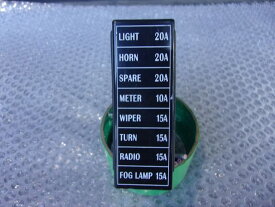 LIGHT 20A
HORN 20A
SPARE 20A
METER 10A
WIPER 15A
TURN 15A
RADIO 15A
FOG LAMP 15A